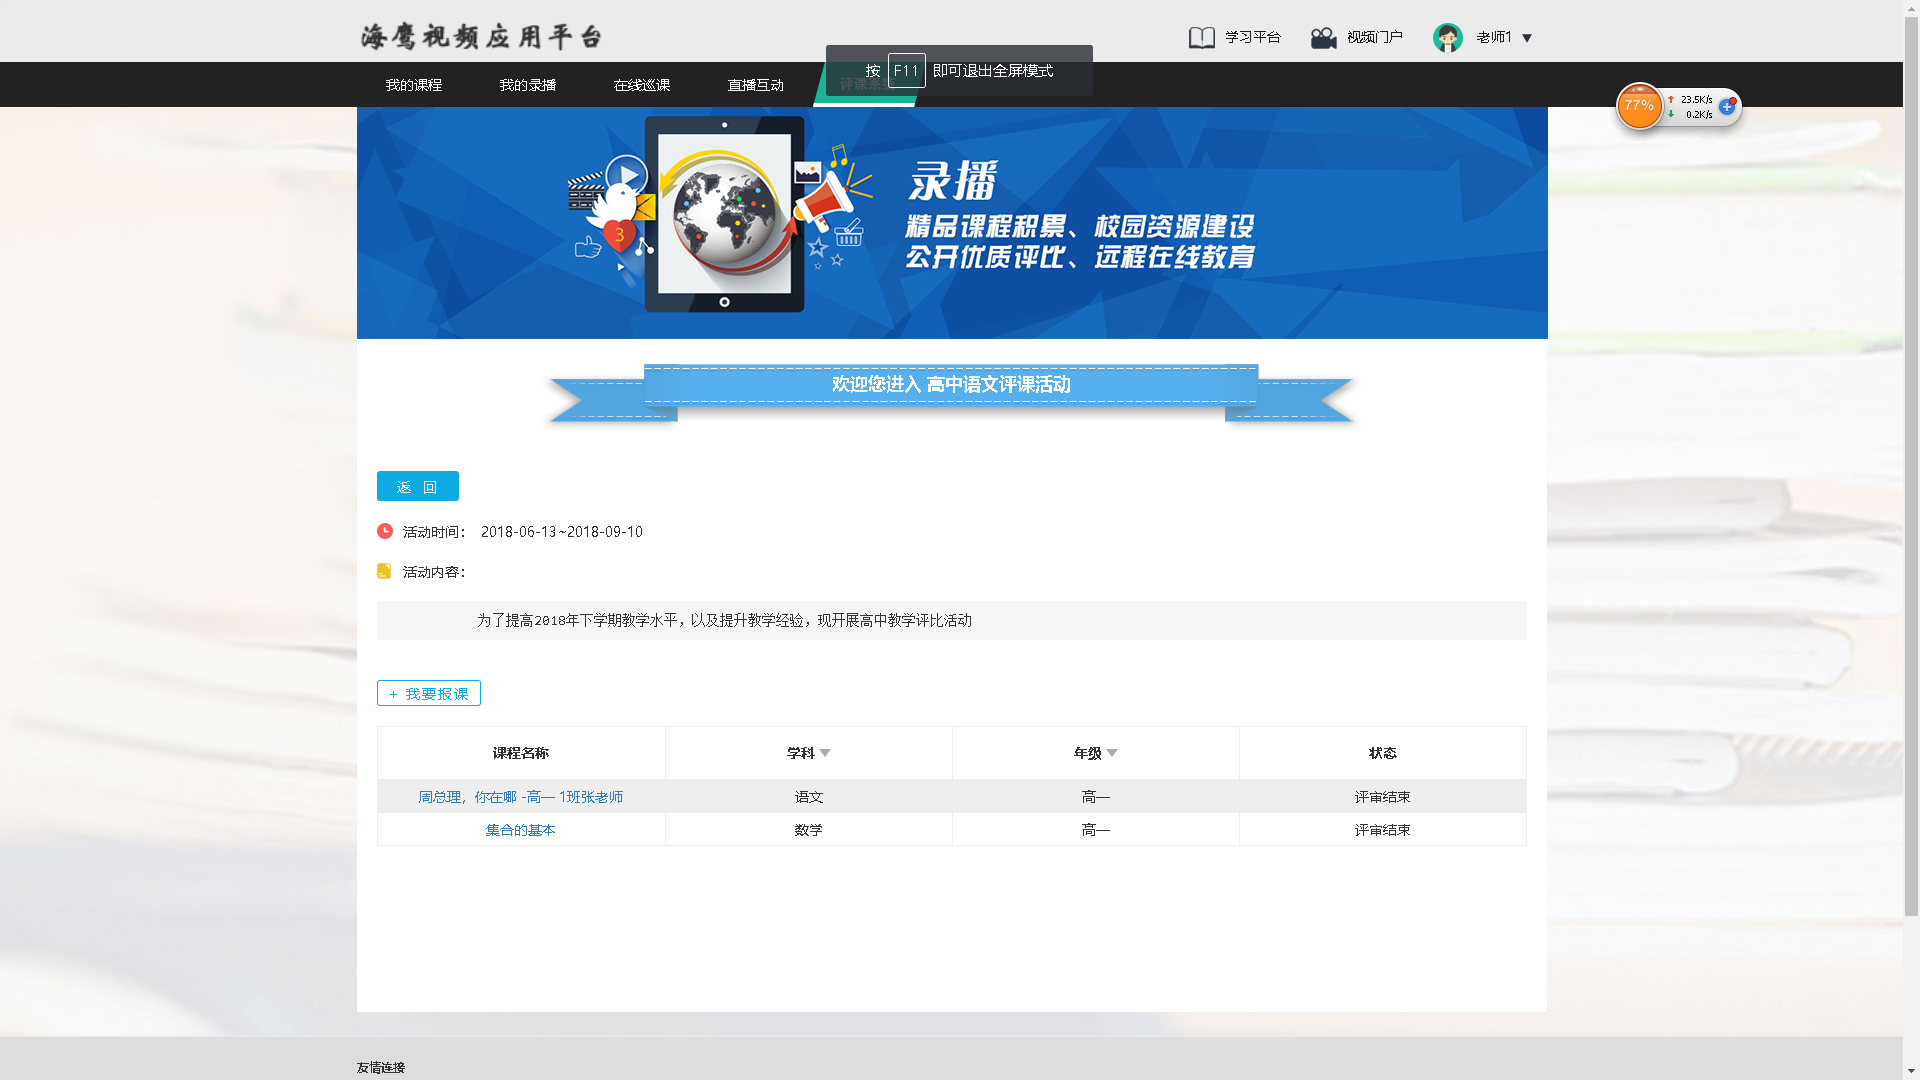 海鹰视频应用平台
学习平台 视频门户 老师1 ▼
按 F11 即可退出全屏模式
我的课程 我的录播 在线巡课 直播互动 评课系统
77% 23.5K/s
0.2K/s
录播
精品课程积累、校园资源建设
公开优质评比、远程在线教育
3
欢迎您进入 高中语文评课活动
返 回
活动时间： 2018-06-13~2018-09-10
活动内容：
为了提高2018年下学期教学水平，以及提升教学经验，现开展高中教学评比活动
+ 我要报课
课程名称 学科 年级 状态
周总理，你在哪 -高一 1班张老师 语文 高一 评审结束
集合的基本 数学 高一 评审结束
友情连接